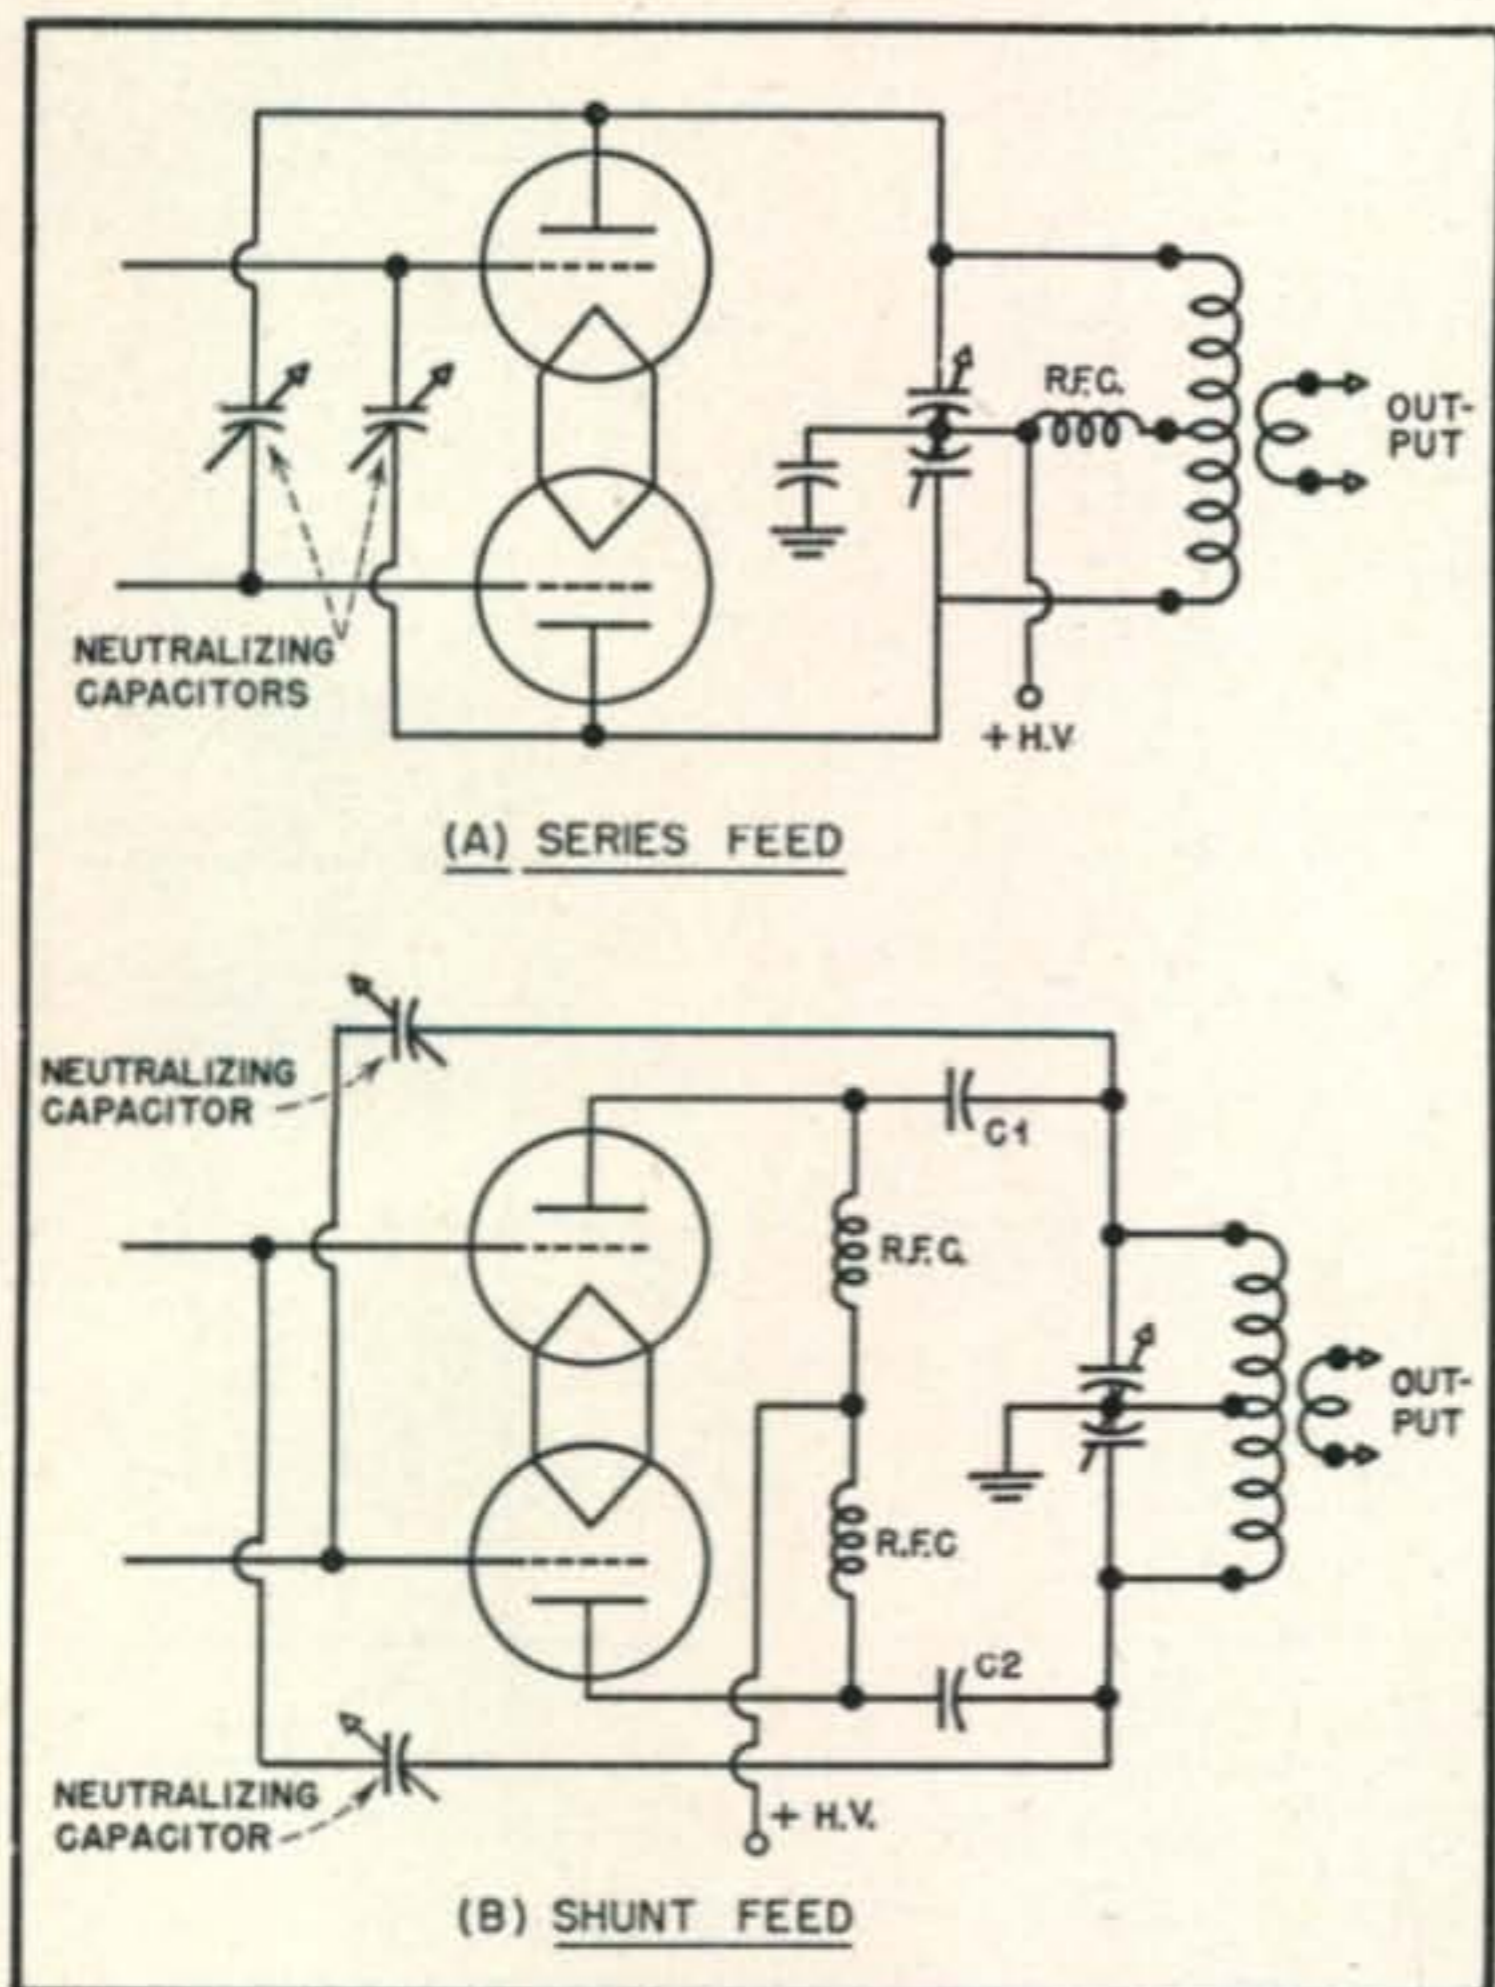 R.F.C.
OUT-
PUT
NEUTRALIZING
CAPACITORS
+ H.V
(A) SERIES FEED
NEUTRALIZING
CAPACITOR
C1
R.F.C.
OUT-
PUT
R.F.C
C2
NEUTRALIZING
CAPACITOR
+ H.V.
(B) SHUNT FEED